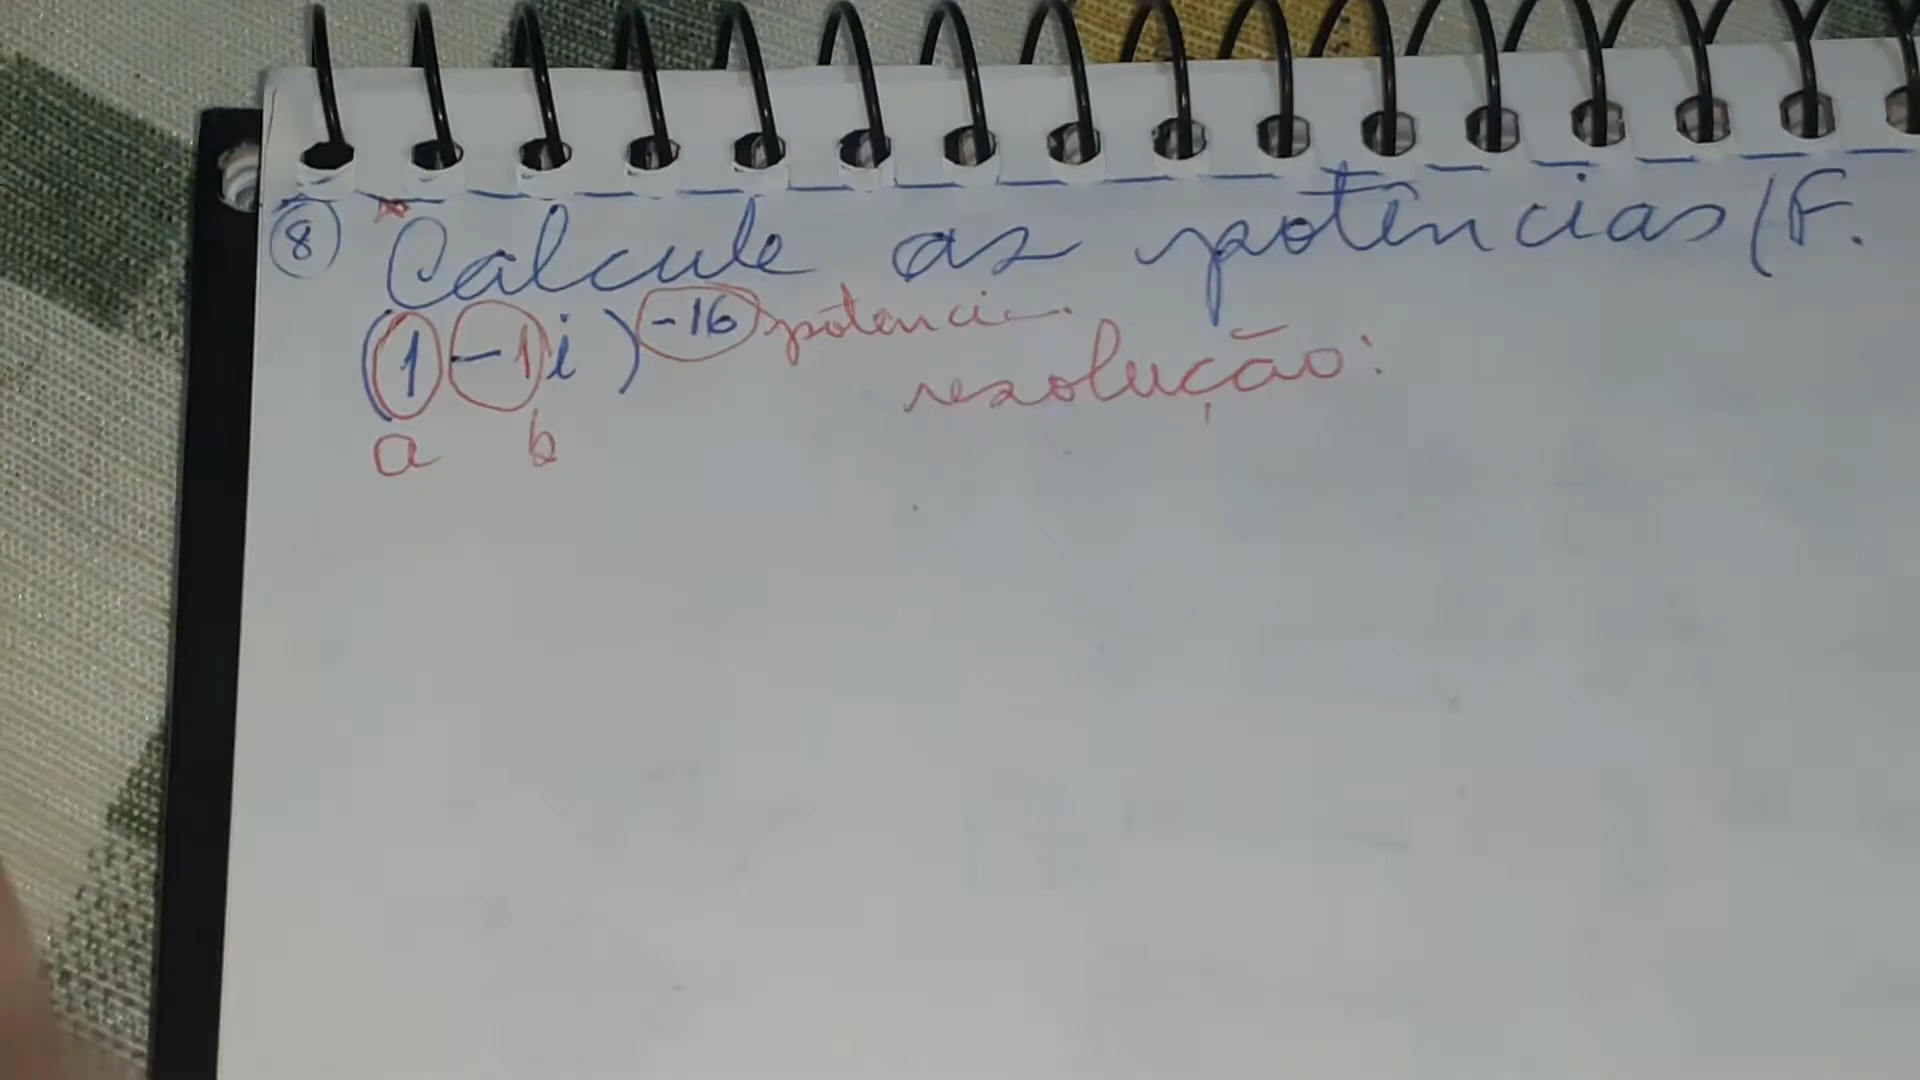 ⑧ Calcule as potências (F.
(1 - 1i)^-16 potencia.
resolução:
a b